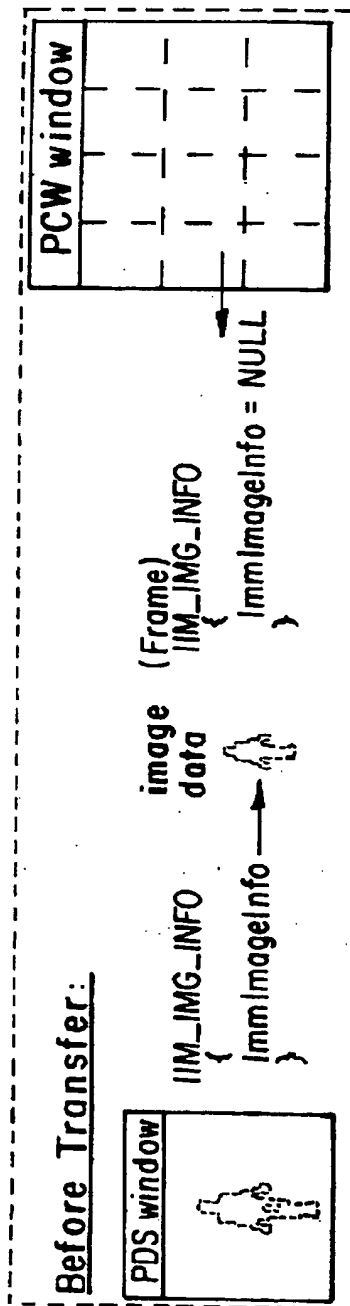 Before Transfer:
PDS window
IIM_IMG_INFO
{
ImmImageInfo
}
image
data
(Frame)
IIM_IMG_INFO
{
ImmImageInfo = NULL
}
PCW window